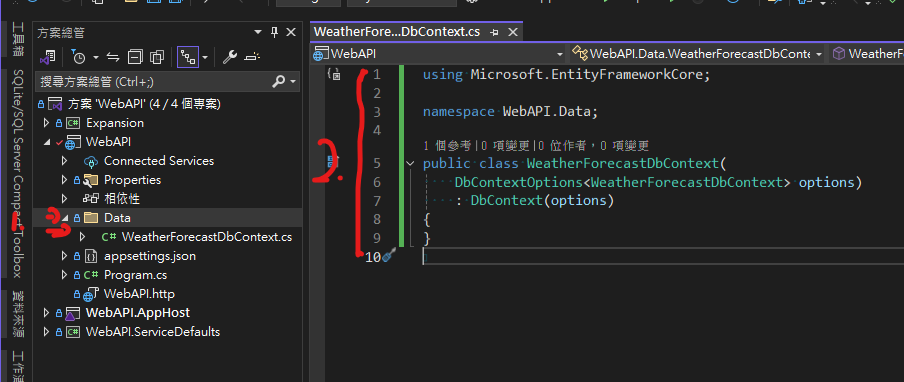 方案總管
搜尋方案總管 (Ctrl+;)
方案 'WebAPI' (4 / 4 個專案)
Expansion
WebAPI
Connected Services
Properties
相依性
Data
WeatherForecastDbContext.cs
appsettings.json
Program.cs
WebAPI.http
WebAPI.AppHost
WebAPI.ServiceDefaults
工具箱
SQLite/SQL Server Compact Toolbox
資料來源
WeatherFore...DbContext.cs
WebAPI
WebAPI.Data.WeatherForecastDbConte
WeatherF
1 using Microsoft.EntityFrameworkCore;
2
3 namespace WebAPI.Data;
4
1 個參考|0 項變更|0 位作者，0 項變更
5 public class WeatherForecastDbContext(
6 DbContextOptions<WeatherForecastDbContext> options)
7 : DbContext(options)
8 {
9 }
10
1.
2.